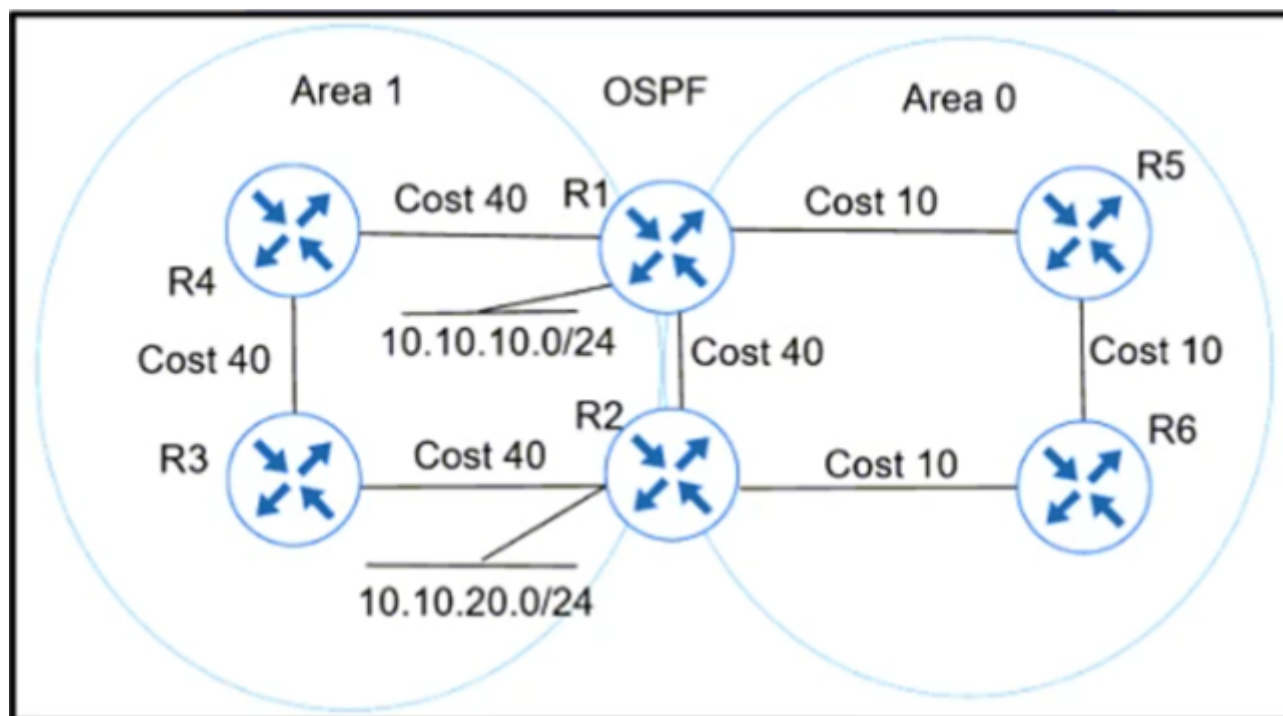 Area 1
OSPF
Area 0
R5
Cost 40
R1
Cost 10
R4
10.10.10.0/24
Cost 40
Cost 40
Cost 10
R2
R3
Cost 40
Cost 10
R6
10.10.20.0/24